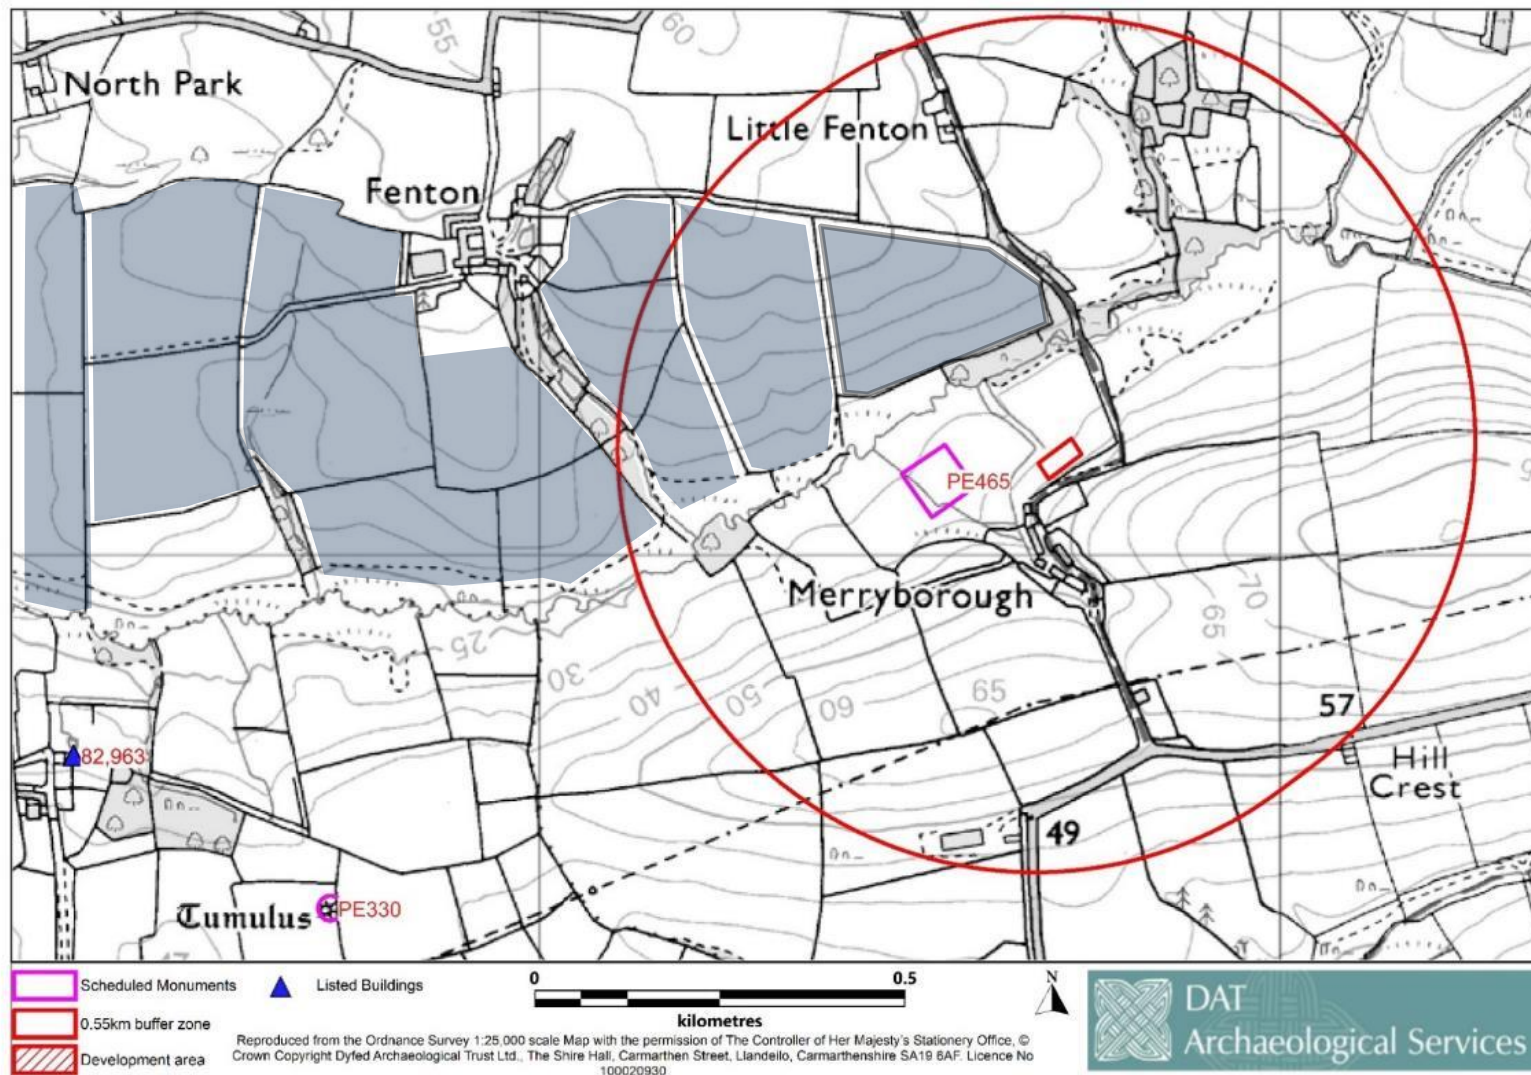 55
60
North Park
Little Fenton
Fenton
PE465
Merryborough
25
30
40
50
60
65
70
65
57
82,963
Hill
Crest
49
Tumulus
PE330
Scheduled Monuments
Listed Buildings
0.55km buffer zone
Development area
0
0.5
kilometres
N
Reproduced from the Ordnance Survey 1:25,000 scale Map with the permission of The Controller of Her Majesty's Stationery Office, ©
Crown Copyright Dyfed Archaeological Trust Ltd., The Shire Hall, Carmarthen Street, Llandeilo, Carmarthenshire SA19 6AF. Licence No
100020930
DAT
Archaeological Services